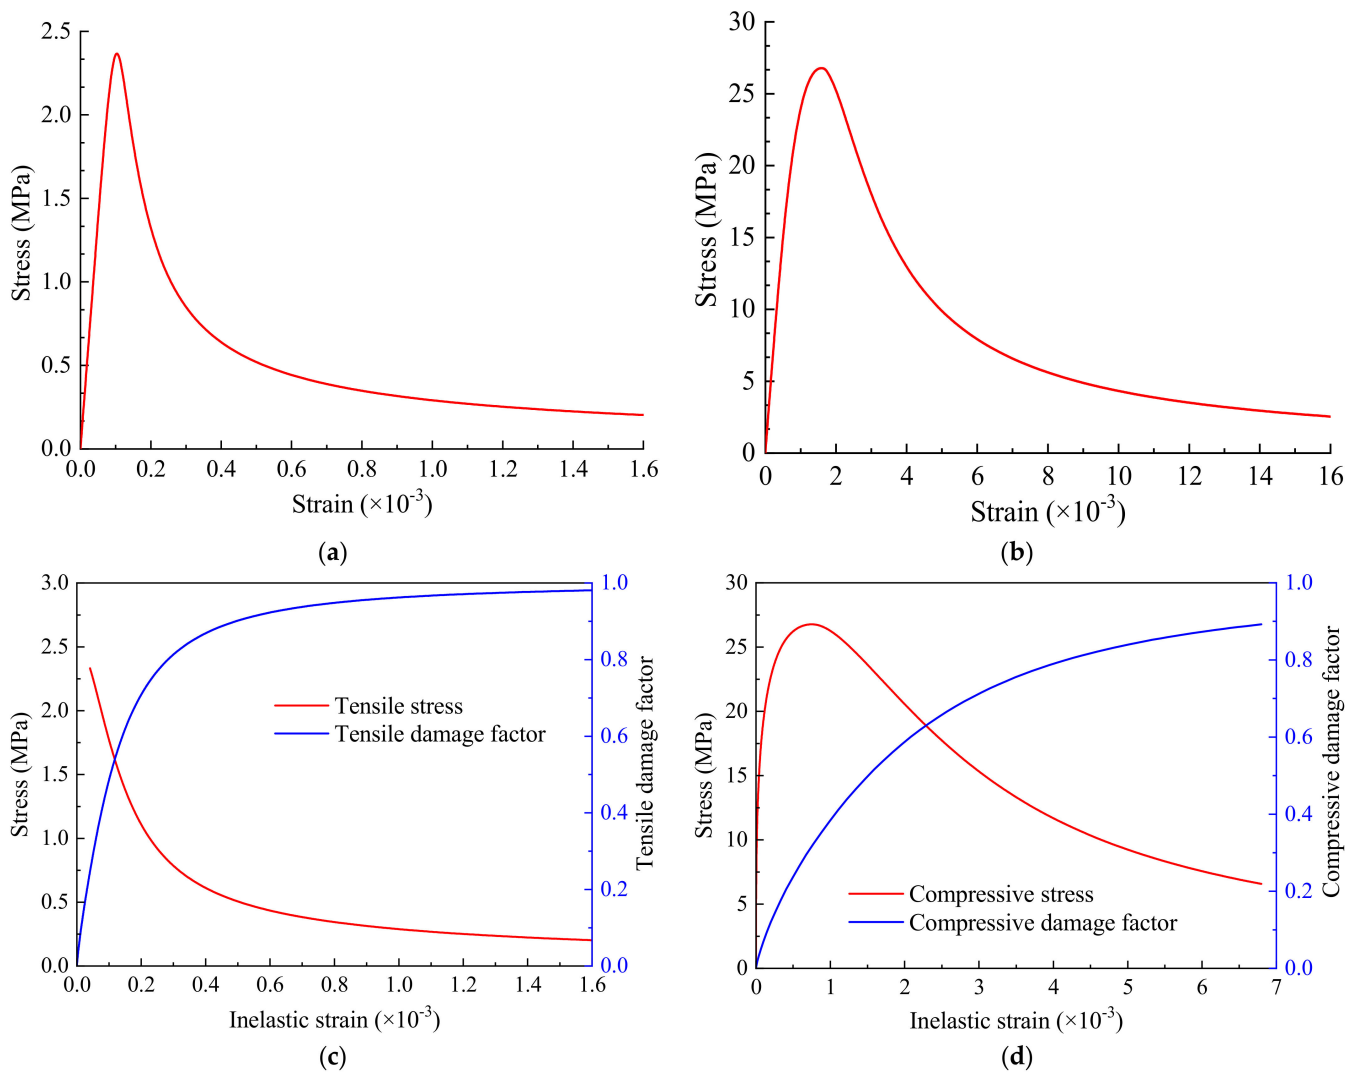 2.5
2.0
1.5
1.0
0.5
0.0
Stress (MPa)
0.0 0.2 0.4 0.6 0.8 1.0 1.2 1.4 1.6
Strain (×10⁻³)
(a)
30
25
20
15
10
5
0
Stress (MPa)
0 2 4 6 8 10 12 14 16
Strain (×10⁻³)
(b)
3.0
2.5
2.0
1.5
1.0
0.5
0.0
Stress (MPa)
Tensile stress
Tensile damage factor
1.0
0.8
0.6
0.4
0.2
0.0
Tensile damage factor
0.0 0.2 0.4 0.6 0.8 1.0 1.2 1.4 1.6
Inelastic strain (×10⁻³)
(c)
30
25
20
15
10
5
0
Stress (MPa)
Compressive stress
Compressive damage factor
1.0
0.8
0.6
0.4
0.2
0.0
Compressive damage factor
0 1 2 3 4 5 6 7
Inelastic strain (×10⁻³)
(d)